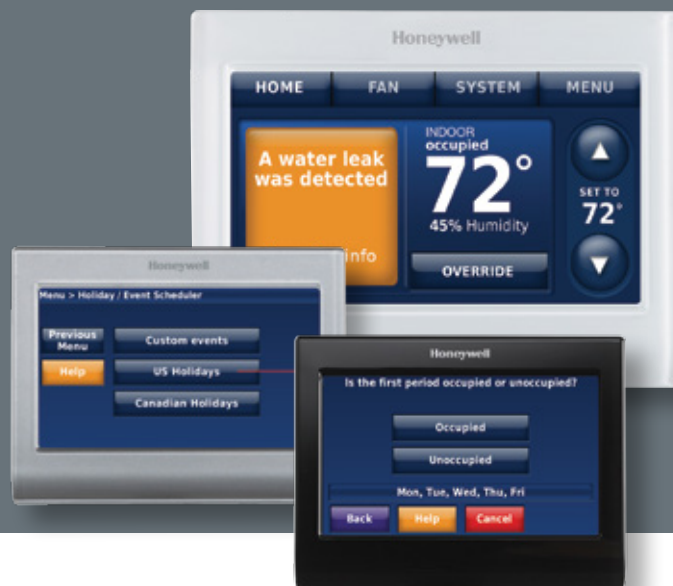 Honeywell
HOME FAN SYSTEM MENU
A water leak
was detected
info
INDOOR
occupied
72°
45% Humidity
OVERRIDE
SET TO
72°
Honeywell
Menu > Holiday / Event Scheduler
Previous
Menu
Help
Custom events
US Holidays
Canadian Holidays
Honeywell
Is the first period occupied or unoccupied?
Occupied
Unoccupied
Mon, Tue, Wed, Thu, Fri
Back Help Cancel